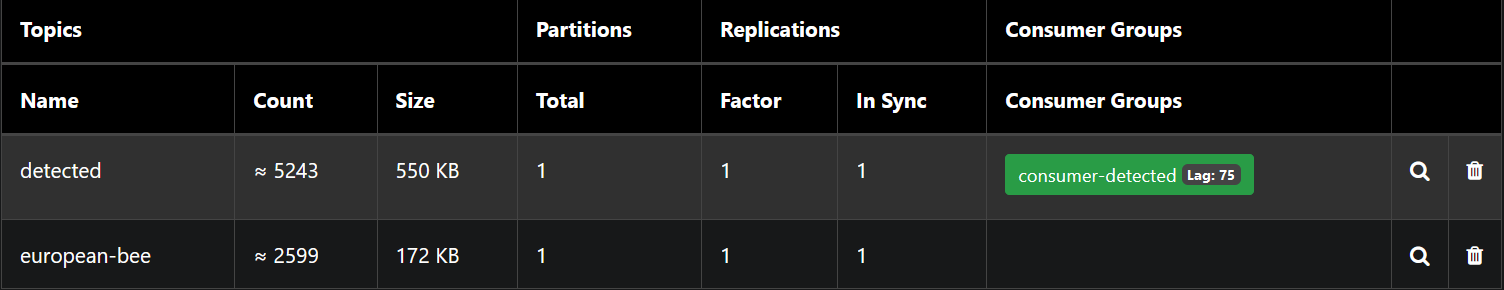 Topics Partitions Replications Consumer Groups
Name Count Size Total Factor In Sync Consumer Groups
detected ≈ 5243 550 KB 1 1 1 consumer-detected Lag: 75
european-bee ≈ 2599 172 KB 1 1 1